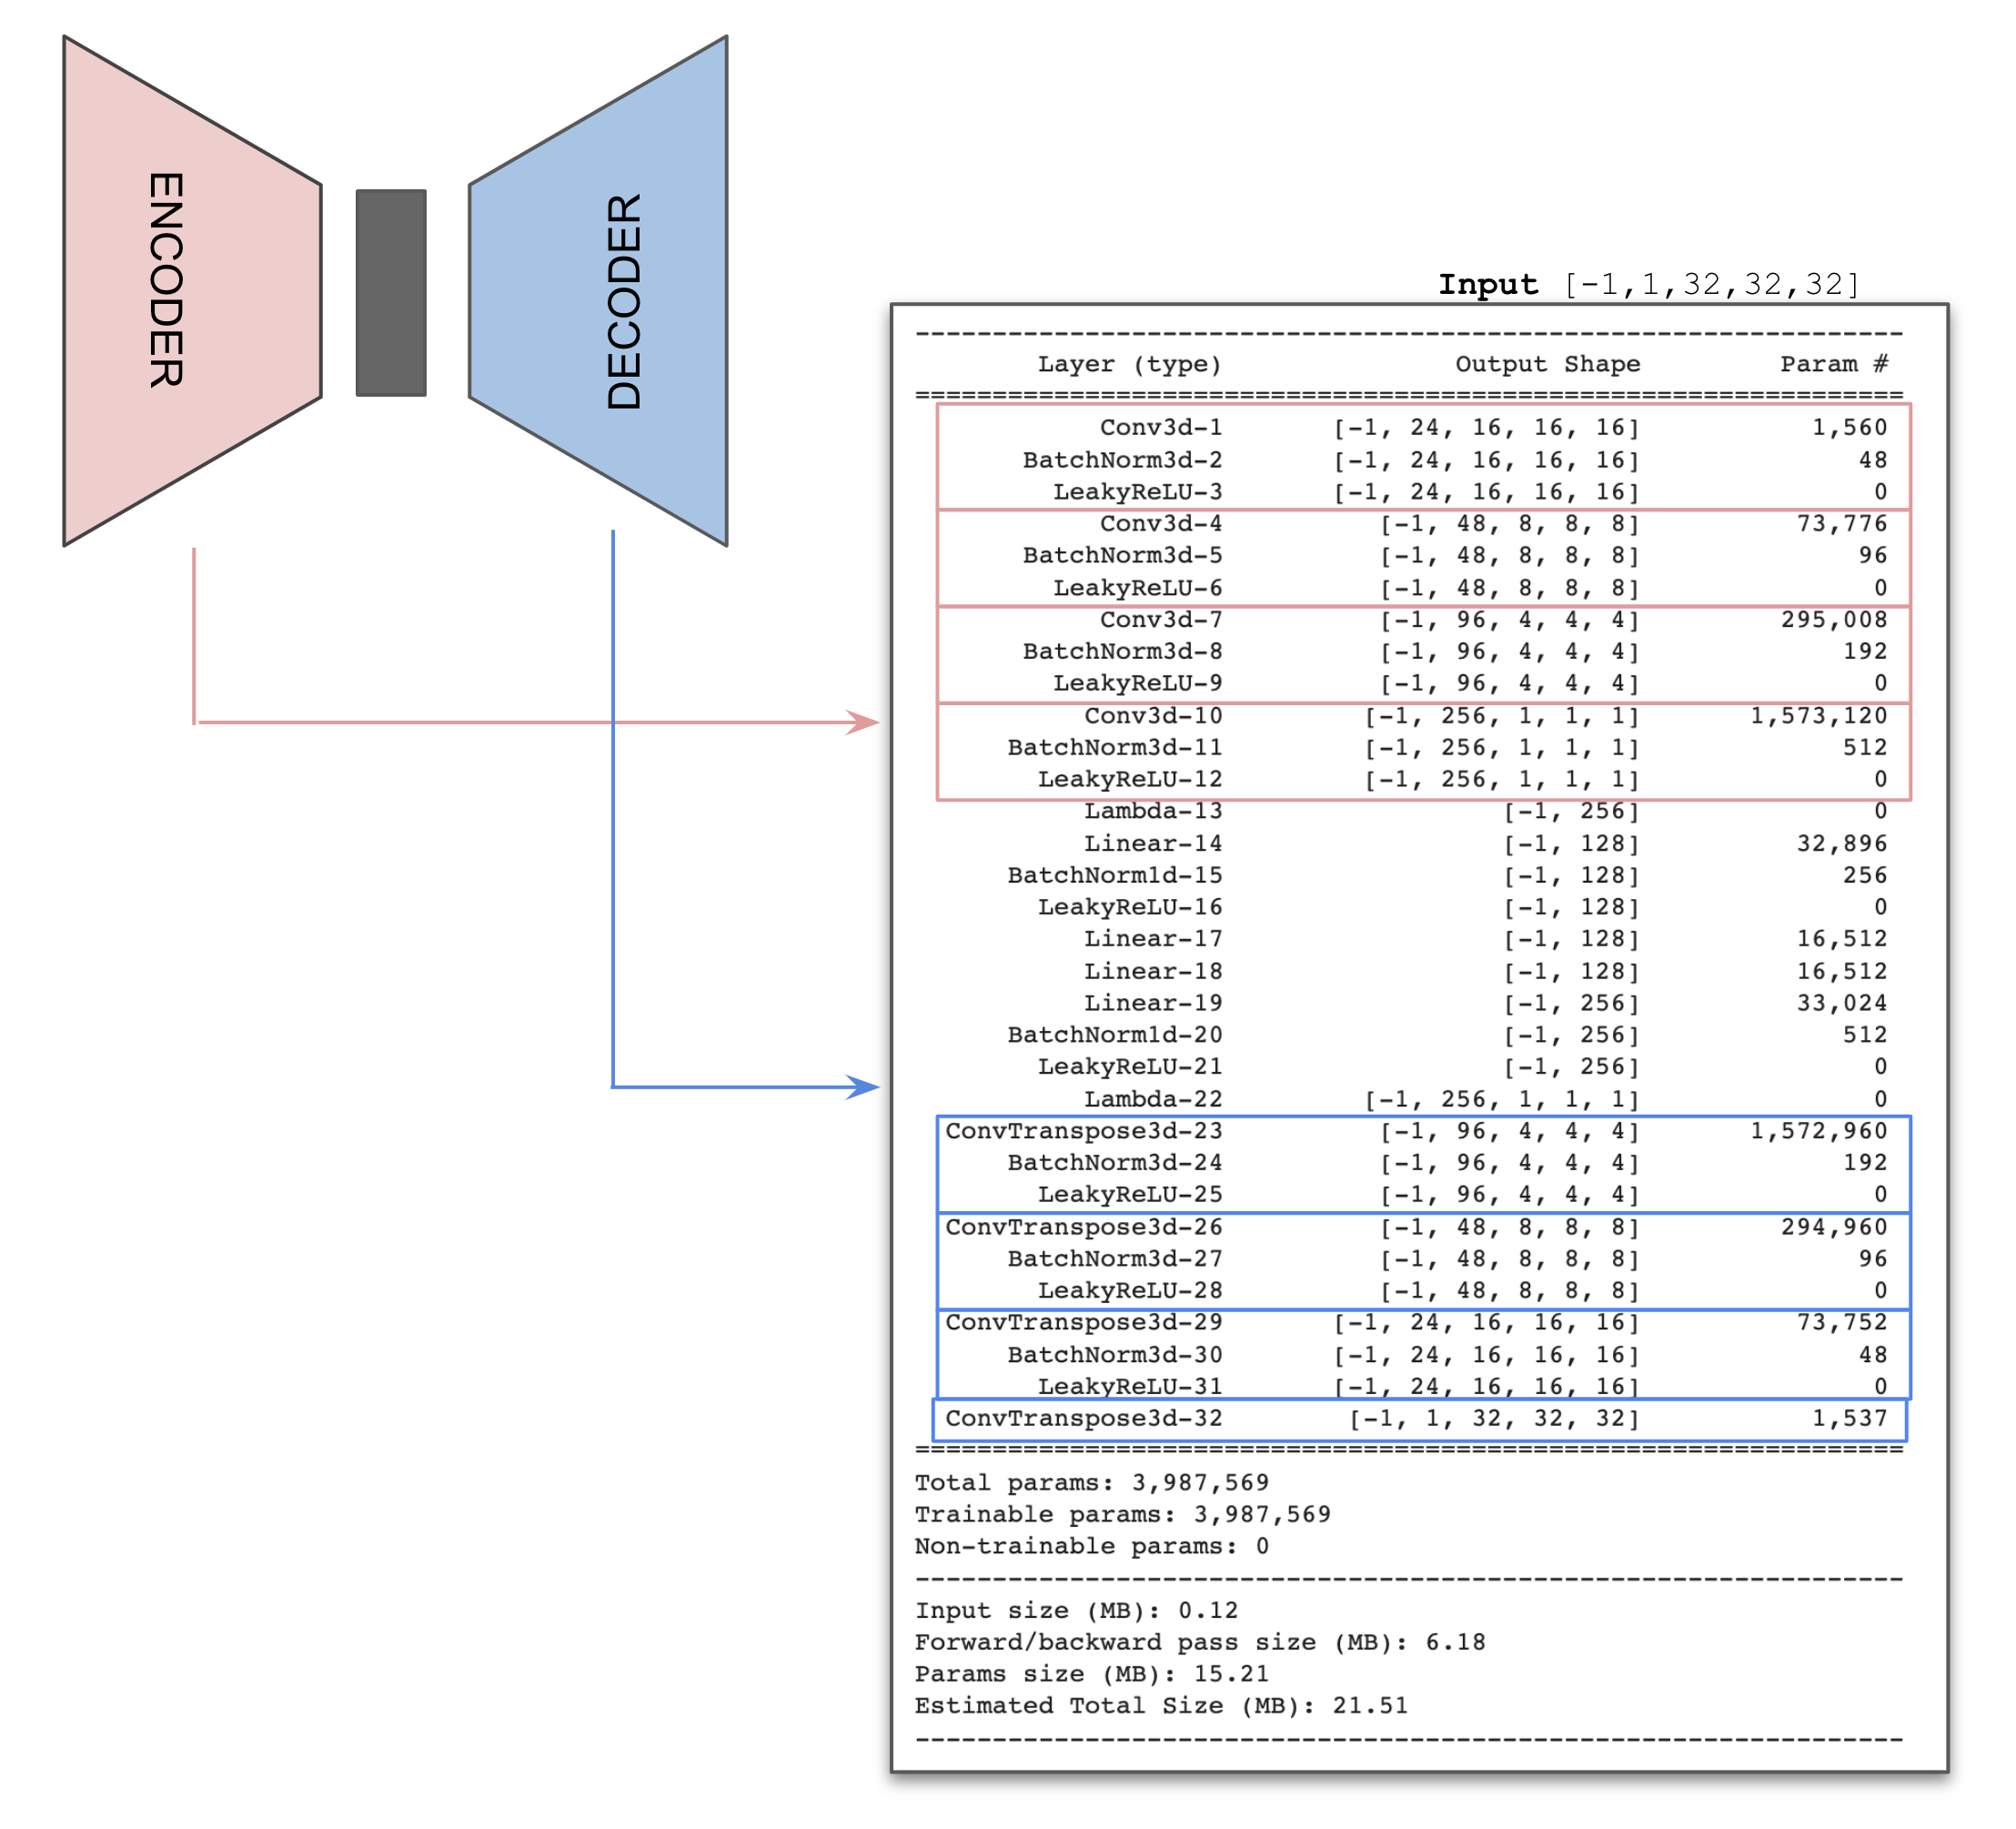 ENCODER
DECODER
Input [-1,1,32,32,32]
----------------------------------------------------------------
Layer (type) Output Shape Param #
================================================================
Conv3d-1 [-1, 24, 16, 16, 16] 1,560
BatchNorm3d-2 [-1, 24, 16, 16, 16] 48
LeakyReLU-3 [-1, 24, 16, 16, 16] 0
Conv3d-4 [-1, 48, 8, 8, 8] 73,776
BatchNorm3d-5 [-1, 48, 8, 8, 8] 96
LeakyReLU-6 [-1, 48, 8, 8, 8] 0
Conv3d-7 [-1, 96, 4, 4, 4] 295,008
BatchNorm3d-8 [-1, 96, 4, 4, 4] 192
LeakyReLU-9 [-1, 96, 4, 4, 4] 0
Conv3d-10 [-1, 256, 1, 1, 1] 1,573,120
BatchNorm3d-11 [-1, 256, 1, 1, 1] 512
LeakyReLU-12 [-1, 256, 1, 1, 1] 0
Lambda-13 [-1, 256] 0
Linear-14 [-1, 128] 32,896
BatchNorm1d-15 [-1, 128] 256
LeakyReLU-16 [-1, 128] 0
Linear-17 [-1, 128] 16,512
Linear-18 [-1, 128] 16,512
Linear-19 [-1, 256] 33,024
BatchNorm1d-20 [-1, 256] 512
LeakyReLU-21 [-1, 256] 0
Lambda-22 [-1, 256, 1, 1, 1] 0
ConvTranspose3d-23 [-1, 96, 4, 4, 4] 1,572,960
BatchNorm3d-24 [-1, 96, 4, 4, 4] 192
LeakyReLU-25 [-1, 96, 4, 4, 4] 0
ConvTranspose3d-26 [-1, 48, 8, 8, 8] 294,960
BatchNorm3d-27 [-1, 48, 8, 8, 8] 96
LeakyReLU-28 [-1, 48, 8, 8, 8] 0
ConvTranspose3d-29 [-1, 24, 16, 16, 16] 73,752
BatchNorm3d-30 [-1, 24, 16, 16, 16] 48
LeakyReLU-31 [-1, 24, 16, 16, 16] 0
ConvTranspose3d-32 [-1, 1, 32, 32, 32] 1,537
================================================================
Total params: 3,987,569
Trainable params: 3,987,569
Non-trainable params: 0
----------------------------------------------------------------
Input size (MB): 0.12
Forward/backward pass size (MB): 6.18
Params size (MB): 15.21
Estimated Total Size (MB): 21.51
----------------------------------------------------------------